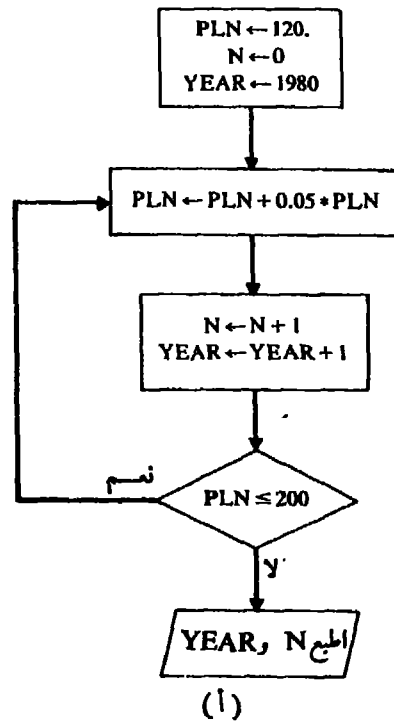 PLN ← 120.
N ← 0
YEAR ← 1980
PLN ← PLN + 0.05 * PLN
N ← N + 1
YEAR ← YEAR + 1
نعم
PLN ≤ 200
لا
اطبع N و YEAR
(أ)